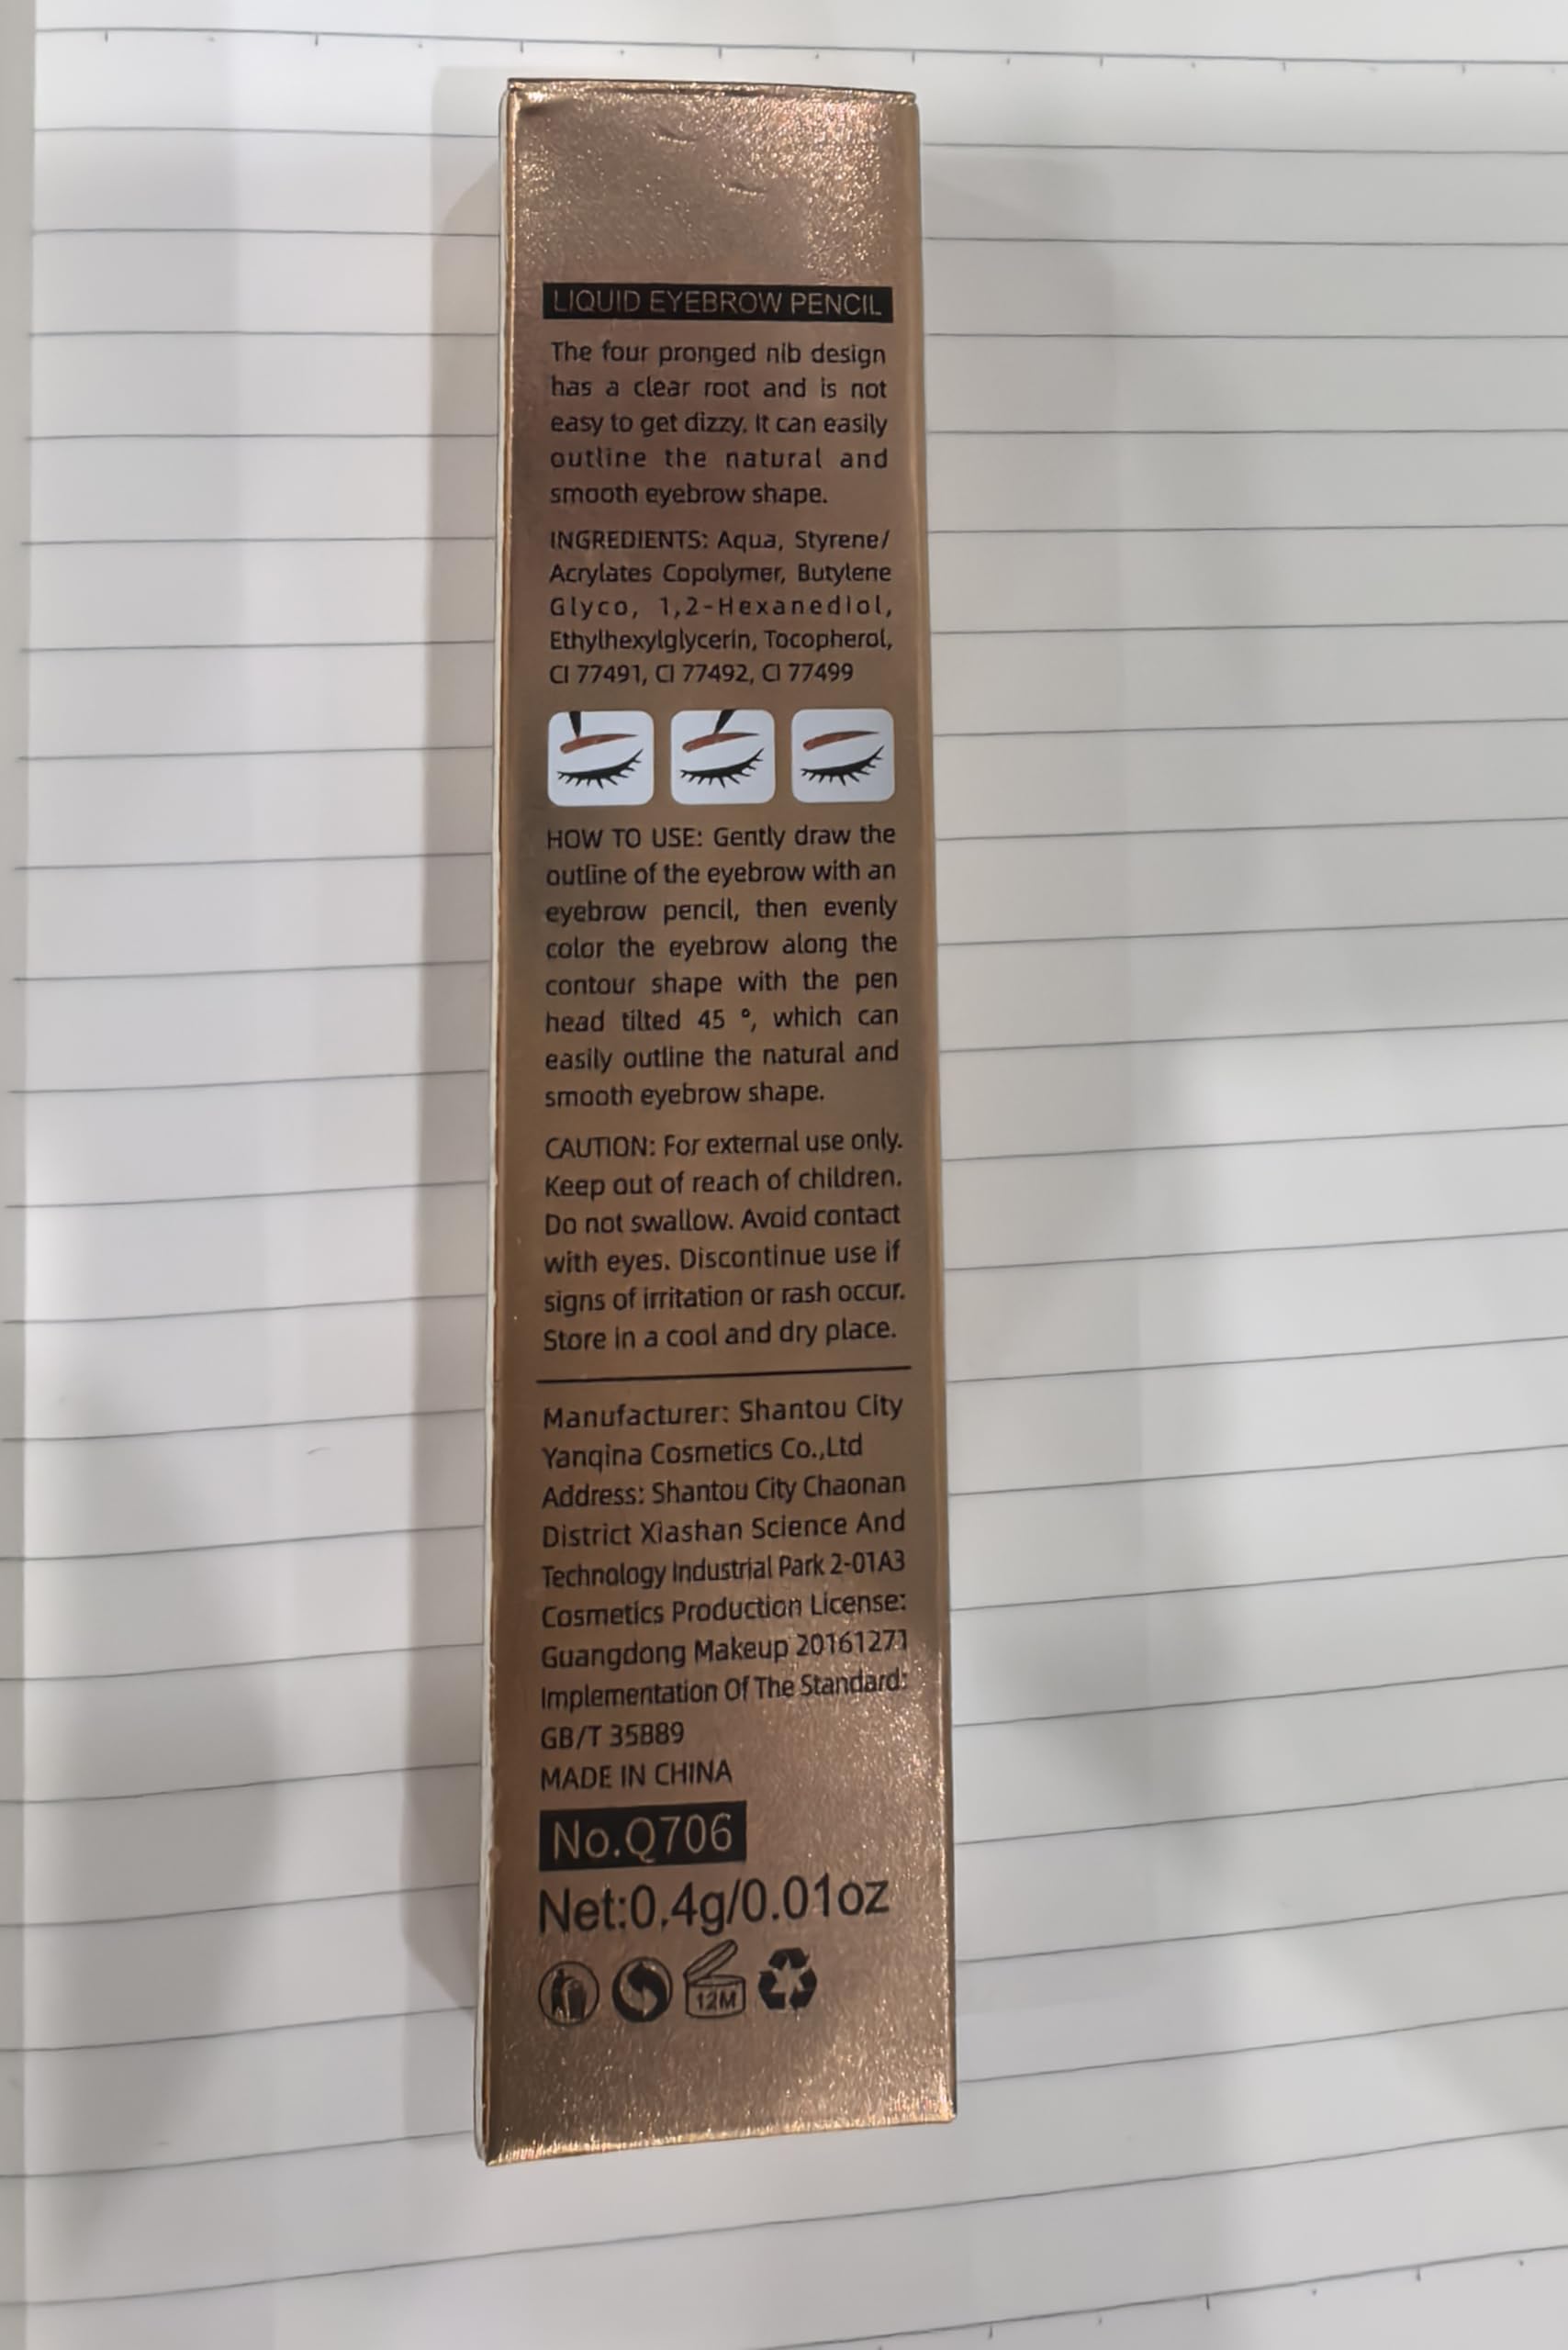 LIQUID EYEBROW PENCIL
The four pronged nib design
has a clear root and is not
easy to get dizzy. It can easily
outline the natural and
smooth eyebrow shape.
INGREDIENTS: Aqua, Styrene/
Acrylates Copolymer, Butylene
Glyco, 1,2-Hexanediol,
Ethylhexylglycerin, Tocopherol,
CI 77491, CI 77492, CI 77499
HOW TO USE: Gently draw the
outline of the eyebrow with an
eyebrow pencil, then evenly
color the eyebrow along the
contour shape with the pen
head tilted 45 °, which can
easily outline the natural and
smooth eyebrow shape.
CAUTION: For external use only.
Keep out of reach of children.
Do not swallow. Avoid contact
with eyes. Discontinue use if
signs of irritation or rash occur.
Store in a cool and dry place.
Manufacturer: Shantou City
Yanqina Cosmetics Co.,Ltd
Address: Shantou City Chaonan
District Xiashan Science And
Technology Industrial Park 2-01A3
Cosmetics Production License:
Guangdong Makeup 20161271
Implementation Of The Standard:
GB/T 35889
MADE IN CHINA
No.Q706
Net:0.4g/0.01oz
12M